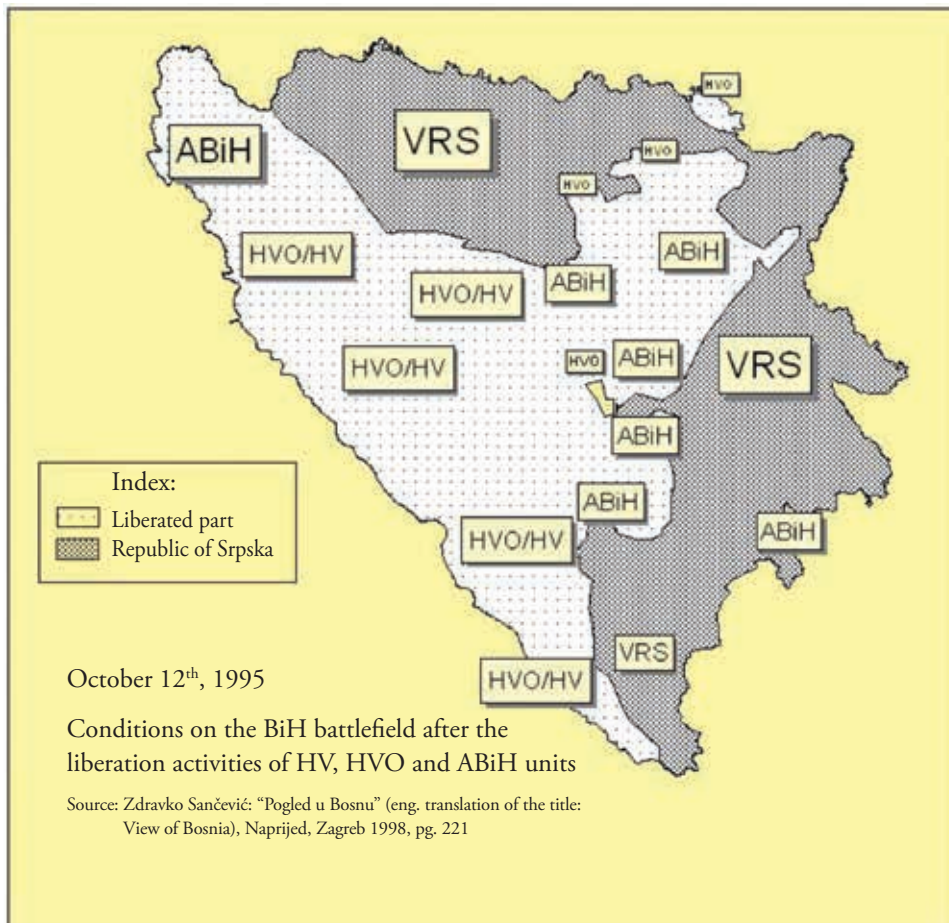 HVO
ABiH
VRS
HVO
HVO
HVO/HV
ABiH
HVO/HV
ABiH
HVO/HV
HVO
ABiH
VRS
ABiH
Index:
Liberated part
Republic of Srpska
ABiH
HVO/HV
ABiH
VRS
HVO/HV
October 12th, 1995
Conditions on the BiH battlefield after the
liberation activities of HV, HVO and ABiH units
Source: Zdravko Sančević: “Pogled u Bosnu” (eng. translation of the title:
View of Bosnia), Naprijed, Zagreb 1998, pg. 221